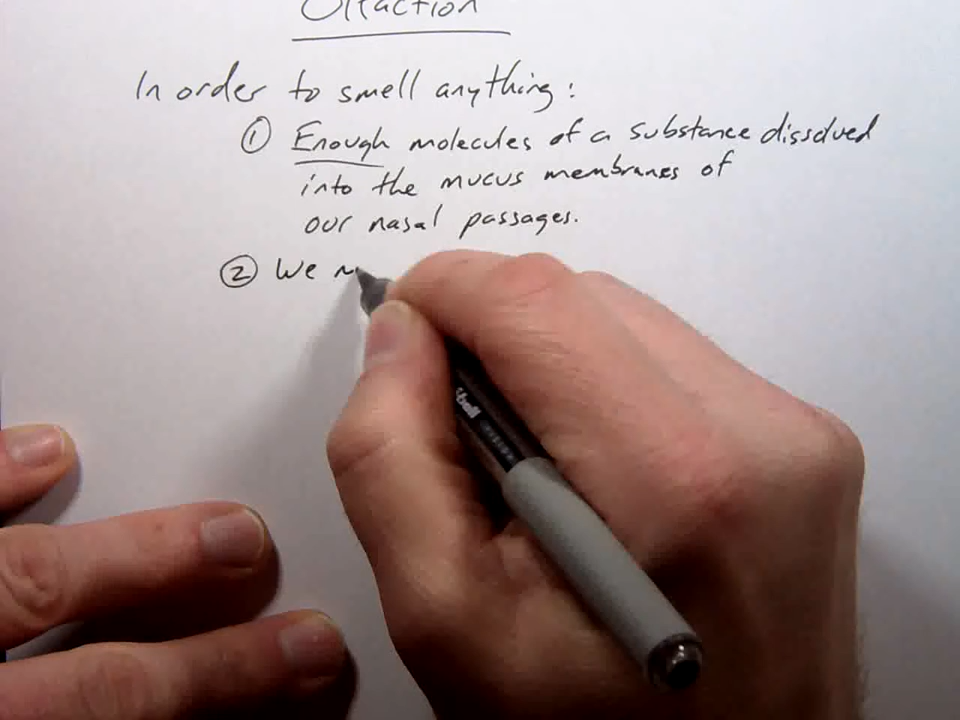 Olfaction
In order to smell anything:
① Enough molecules of a substance dissolved
into the mucus membranes of
our nasal passages.
② We